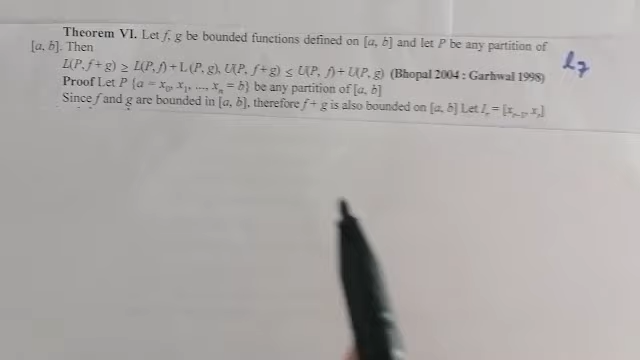 Theorem VI. Let f, g be bounded functions defined on [a, b] and let P be any partition of
[a, b]. Then
L(P, f + g) ≥ L(P, f) + L (P, g), U(P, f + g) ≤ U(P, f) + U(P, g) (Bhopal 2004 : Garhwal 1998)
Proof Let P {a = x₀, x₁, ..., xₙ = b} be any partition of [a, b]
Since f and g are bounded in [a, b], therefore f + g is also bounded on [a, b] Let Iᵣ = [xᵣ₋₁, xᵣ]